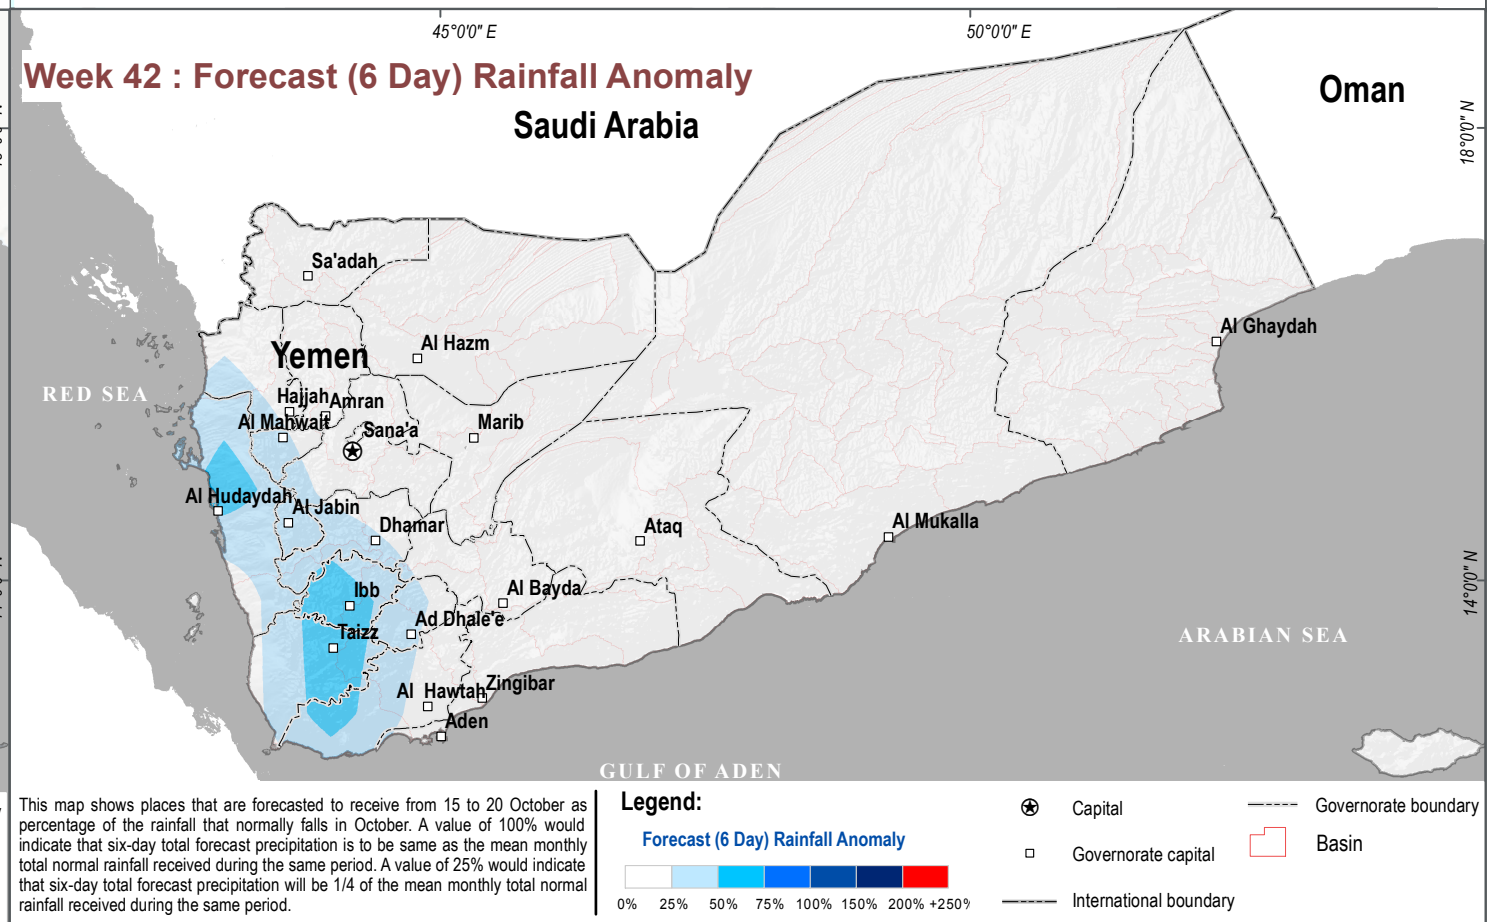 45°0'0" E
50°0'0" E
Week 42 : Forecast (6 Day) Rainfall Anomaly
Oman
Saudi Arabia
18°0'0" N
Sa'adah
Al Ghaydah
Al Hazm
Yemen
RED SEA
Hajjah
Amran
Al Mahwait
Sana'a
Marib
Al Hudaydah
Al Jabin
Dhamar
Ataq
Al Mukalla
14°0'0" N
Ibb
Al Bayda
Taizz
Ad Dhale'e
ARABIAN SEA
Al Hawtah
Zingibar
Aden
GULF OF ADEN
This map shows places that are forecasted to receive from 15 to 20 October as
percentage of the rainfall that normally falls in October. A value of 100% would
indicate that six-day total forecast precipitation is to be same as the mean monthly
total normal rainfall received during the same period. A value of 25% would indicate
that six-day total forecast precipitation will be 1/4 of the mean monthly total normal
rainfall received during the same period.
Legend:
Forecast (6 Day) Rainfall Anomaly
0% 25% 50% 75% 100% 150% 200% +250%
Capital
Governorate capital
International boundary
Governorate boundary
Basin